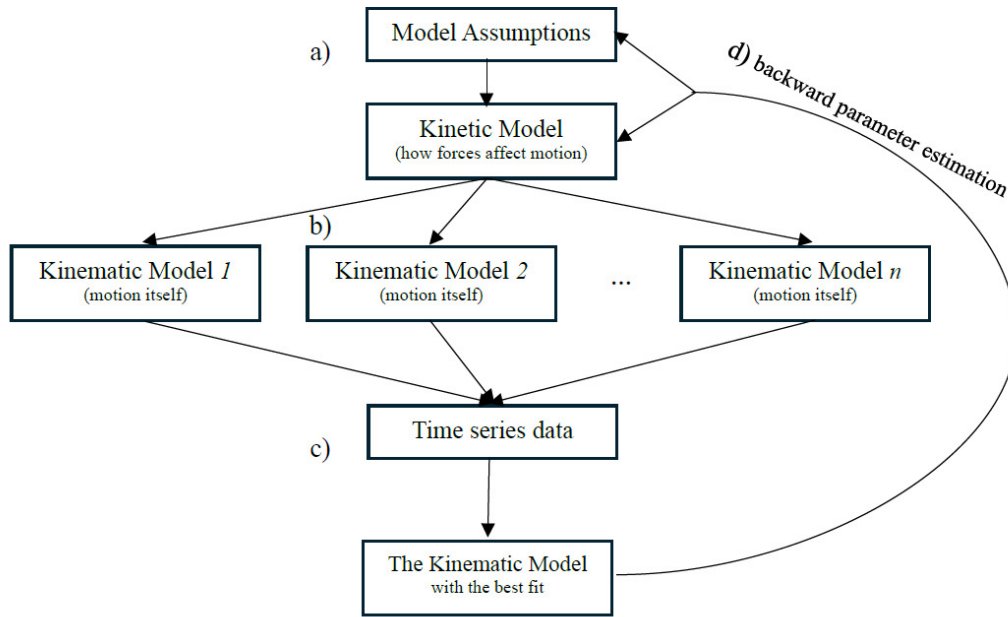 a)
Model Assumptions
d) backward parameter estimation
Kinetic Model
(how forces affect motion)
b)
Kinematic Model 1
(motion itself)
Kinematic Model 2
(motion itself)
...
Kinematic Model n
(motion itself)
c)
Time series data
The Kinematic Model
with the best fit